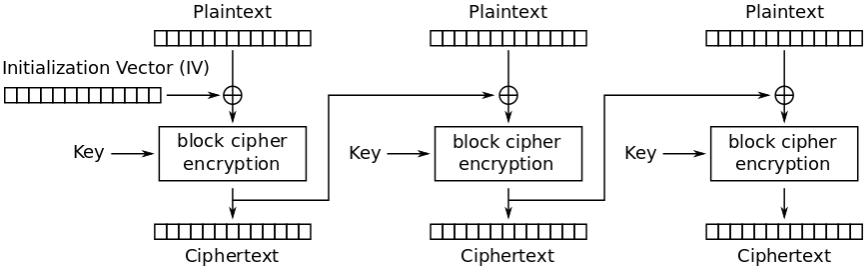 Plaintext
Plaintext
Plaintext
Initialization Vector (IV)
Key
block cipher
encryption
Key
block cipher
encryption
Key
block cipher
encryption
Ciphertext
Ciphertext
Ciphertext